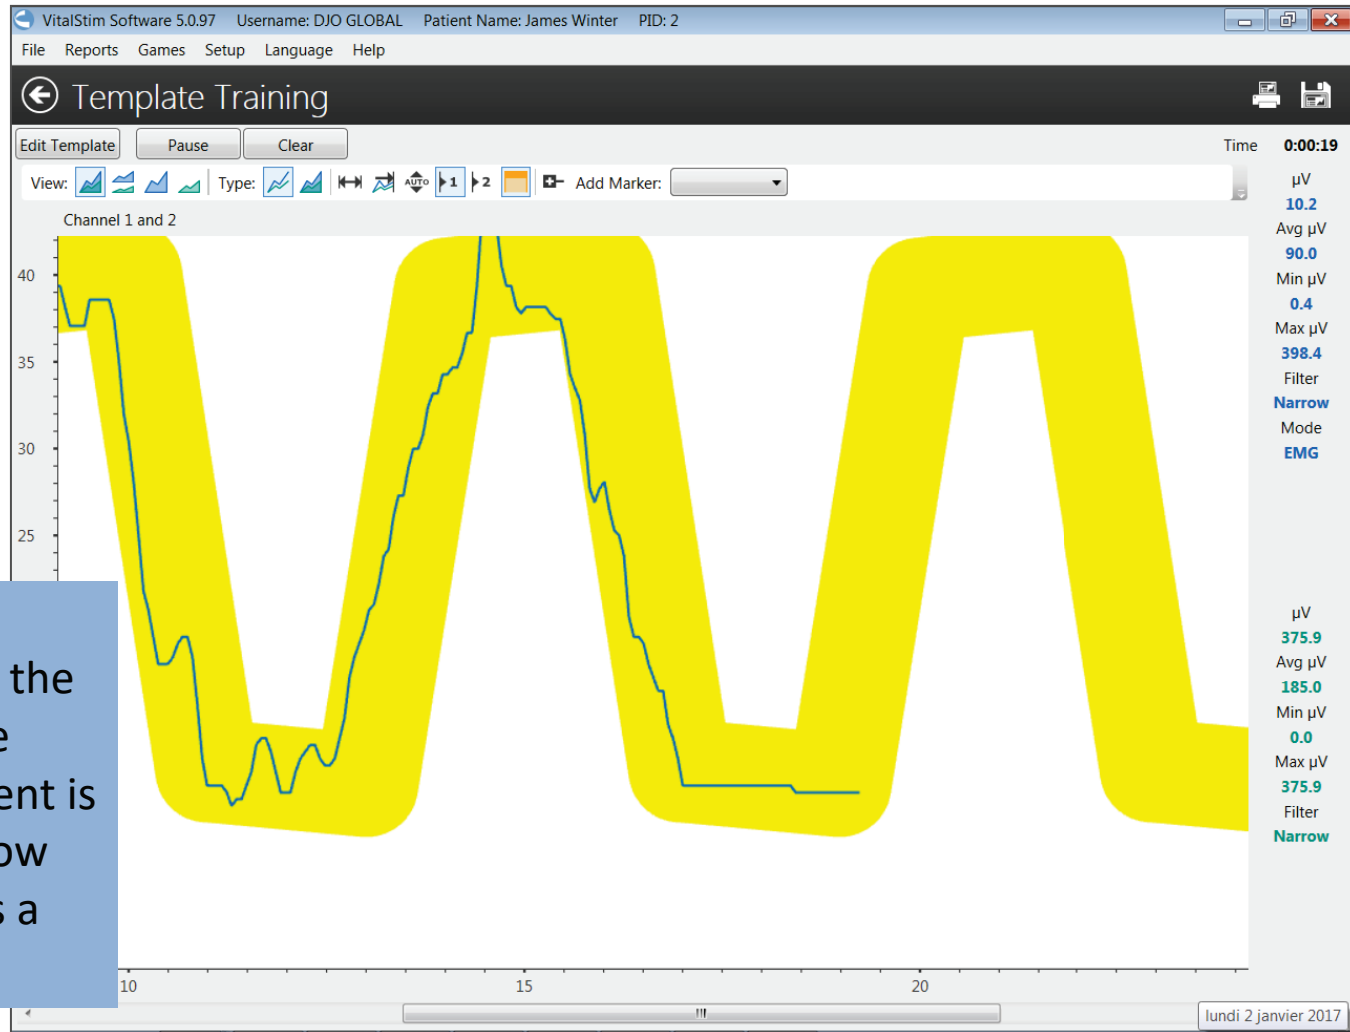 VitalStim Software 5.0.97 Username: DJO GLOBAL Patient Name: James Winter PID: 2
File Reports Games Setup Language Help
Template Training
Edit Template Pause Clear
Time 0:00:19
View: Type: AUTO 1 2 Add Marker:
Channel 1 and 2
40
35
30
25
10 15 20
µV
10.2
Avg µV
90.0
Min µV
0.4
Max µV
398.4
Filter
Narrow
Mode
EMG
µV
375.9
Avg µV
185.0
Min µV
0.0
Max µV
375.9
Filter
Narrow
the
e
ent is
ow
s a
lundi 2 janvier 2017